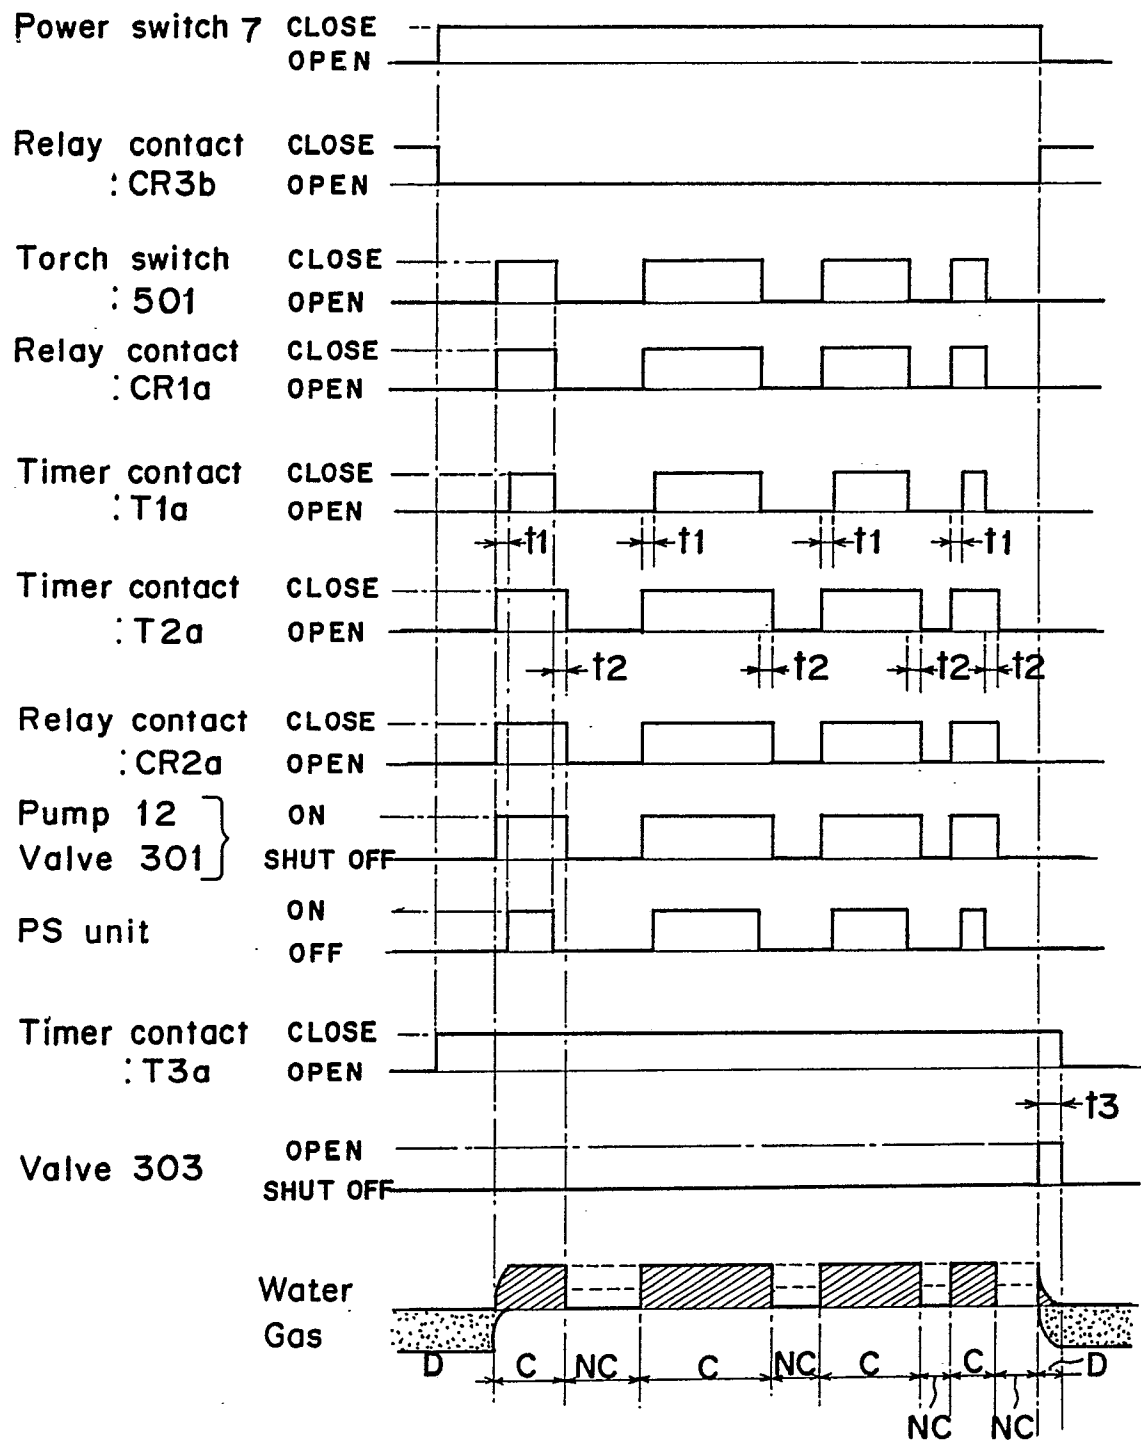 Power switch 7 CLOSE
OPEN
Relay contact CLOSE
: CR3b OPEN
Torch switch CLOSE
: 501 OPEN
Relay contact CLOSE
: CR1a OPEN
Timer contact CLOSE
: T1a OPEN
t1 t1 t1 t1
Timer contact CLOSE
: T2a OPEN
t2 t2 t2 t2
Relay contact CLOSE
: CR2a OPEN
Pump 12 ON
Valve 301 SHUT OFF
PS unit ON
OFF
Timer contact CLOSE
: T3a OPEN
t3
Valve 303 OPEN
SHUT OFF
Water
Gas
D C NC C NC C C D
NC NC